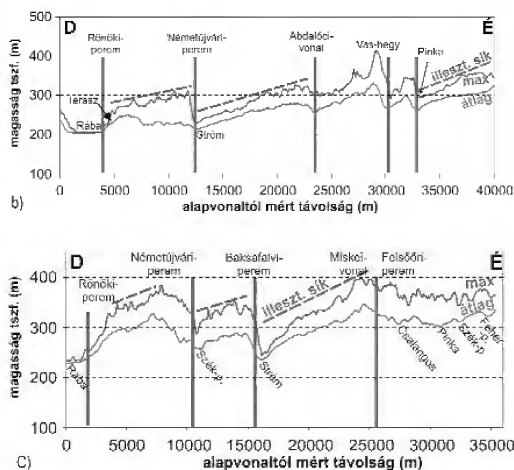 D
É
Rönöki-
perem
Németújvári-
perem
Abdalóci-
vonal
Vas-hegy
Pinka
illeszt. sík
max
átlag
Terasz
Rába
Strém
magasság tszf. (m)
500
400
300
200
100
0
5000
10000
15000
20000
25000
30000
35000
40000
alapvonaltól mért távolság (m)
b)
D
É
Rönöki-
perem
Németújvári-
perem
Baksafalvi-
perem
Miskei-
vonal
Felsőőri-
perem
illeszt. sík
max
átlag
Rába
Szék-p.
Strém
Csalangos
Pinka
Szék-p.
Fehér-
p.
magasság tszf. (m)
400
300
200
100
0
5000
10000
15000
20000
25000
30000
35000
alapvonaltól mért távolság (m)
C)